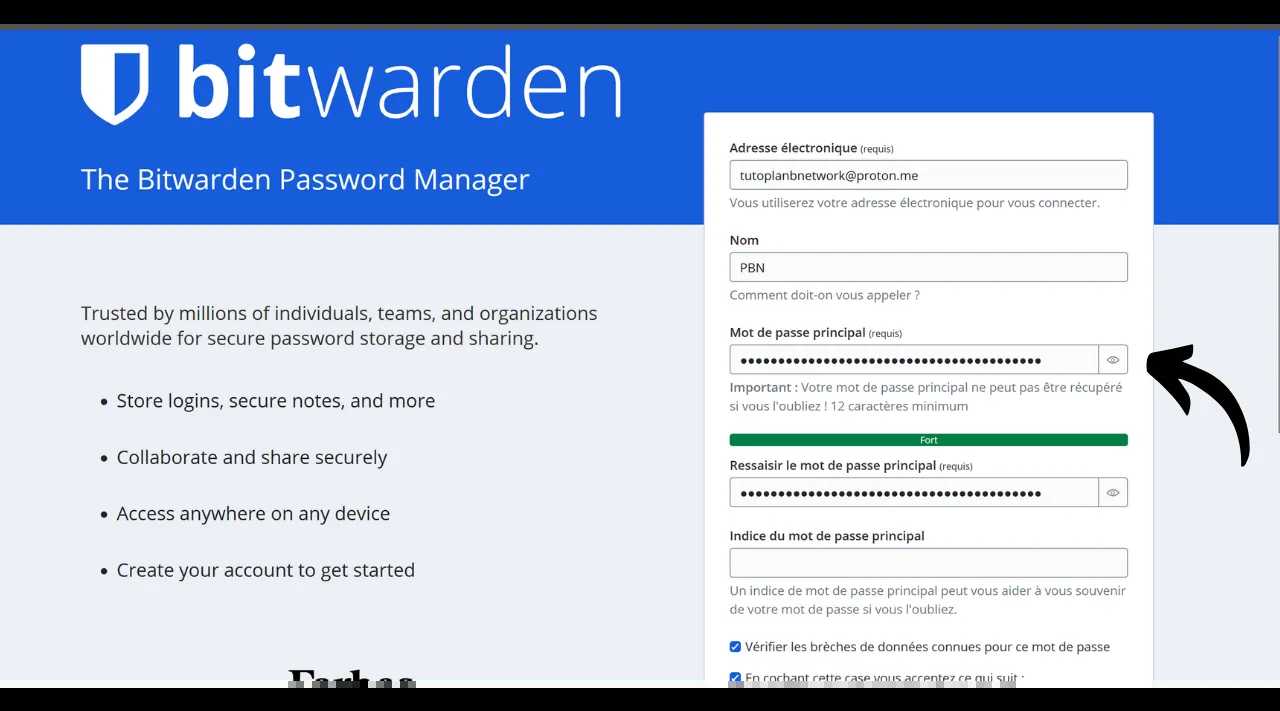 bitwarden
The Bitwarden Password Manager
Trusted by millions of individuals, teams, and organizations
worldwide for secure password storage and sharing.
Store logins, secure notes, and more
Collaborate and share securely
Access anywhere on any device
Create your account to get started
Forbes
Adresse électronique (requis)
tutoplanbnetwork@proton.me
Vous utiliserez votre adresse électronique pour vous connecter.
Nom
PBN
Comment doit-on vous appeler ?
Mot de passe principal (requis)
Important : Votre mot de passe principal ne peut pas être récupéré
si vous l'oubliez ! 12 caractères minimum
Fort
Ressaisir le mot de passe principal (requis)
Indice du mot de passe principal
Un indice de mot de passe principal peut vous aider à vous souvenir
de votre mot de passe si vous l'oubliez.
Vérifier les brèches de données connues pour ce mot de passe
En cochant cette case vous acceptez ce qui suit :